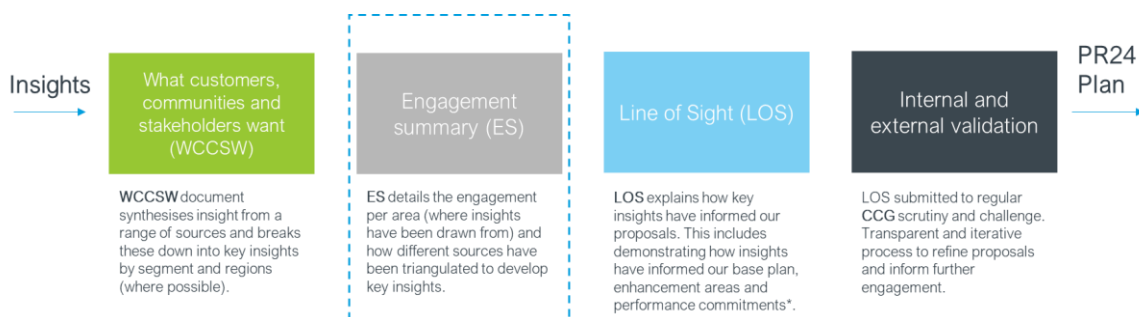 Insights
What customers,
communities and
stakeholders want
(WCCSW)
WCCSW document
synthesises insight from a
range of sources and breaks
these down into key insights
by segment and regions
(where possible).
Engagement
summary (ES)
ES details the engagement
per area (where insights
have been drawn from) and
how different sources have
been triangulated to develop
key insights.
Line of Sight (LOS)
LOS explains how key
insights have informed our
proposals. This includes
demonstrating how insights
have informed our base plan,
enhancement areas and
performance commitments*.
Internal and
external validation
LOS submitted to regular
CCG scrutiny and challenge.
Transparent and iterative
process to refine proposals
and inform further
engagement.
PR24
Plan